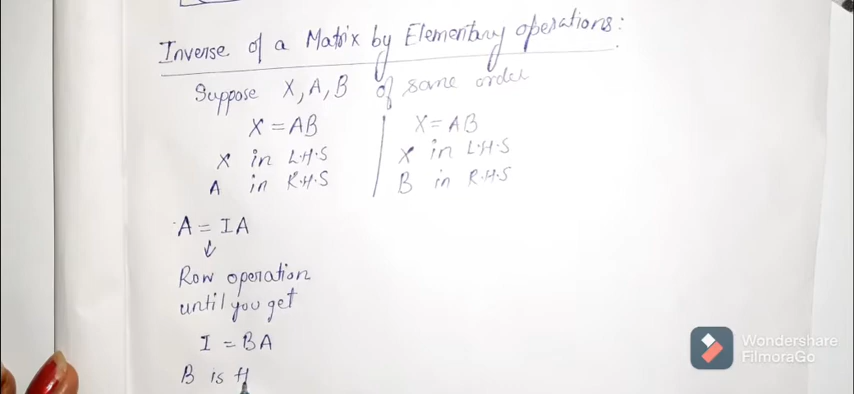 Inverse of a Matrix by Elementary operations:
Suppose X, A, B of same order
X = AB
X in L.H.S
A in R.H.S
X = AB
X in L.H.S
B in R.H.S
A = IA
Row operation
until you get
I = BA
B is
Wondershare
FilmoraGo